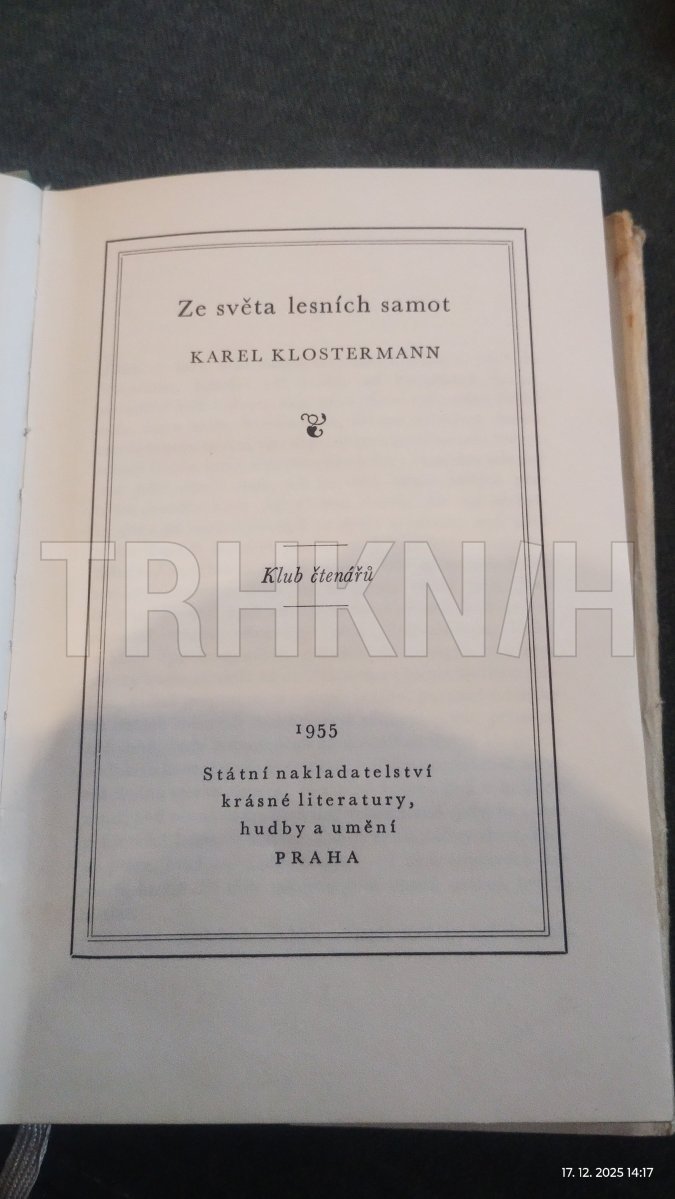 Ze světa lesních samot
KAREL KLOSTERMANN
Klub čtenářů
TRHKNIH
1955
Státní nakladatelství
krásné literatury,
hudby a umění
PRAHA
17. 12. 2025 14:17